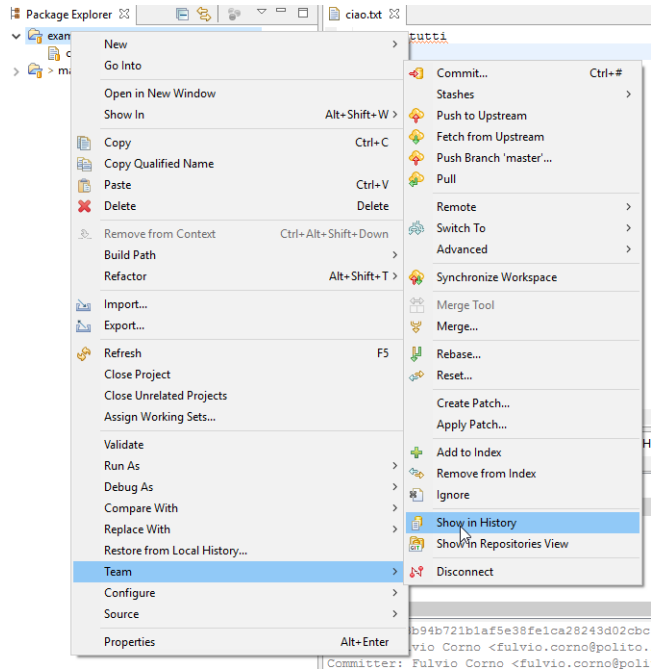 Package Explorer
ciao.txt
exam
tutti
New
Go Into
Open in New Window
Show In Alt+Shift+W
Copy Ctrl+C
Copy Qualified Name
Paste Ctrl+V
Delete Delete
Remove from Context Ctrl+Alt+Shift+Down
Build Path
Refactor Alt+Shift+T
Import...
Export...
Refresh F5
Close Project
Close Unrelated Projects
Assign Working Sets...
Validate
Run As
Debug As
Compare With
Replace With
Restore from Local History...
Team
Configure
Source
Properties Alt+Enter
Commit... Ctrl+#
Stashes
Push to Upstream
Fetch from Upstream
Push Branch 'master'...
Pull
Remote
Switch To
Advanced
Synchronize Workspace
Merge Tool
Merge...
Rebase...
Reset...
Create Patch...
Apply Patch...
Add to Index
Remove from Index
Ignore
Show in History
Show in Repositories View
Disconnect
b94b721b1af5e38fe1ca28243d02cbc
vio Corno <fulvio.corno@polito.
Committer: Fulvio Corno <fulvio.corno@poli